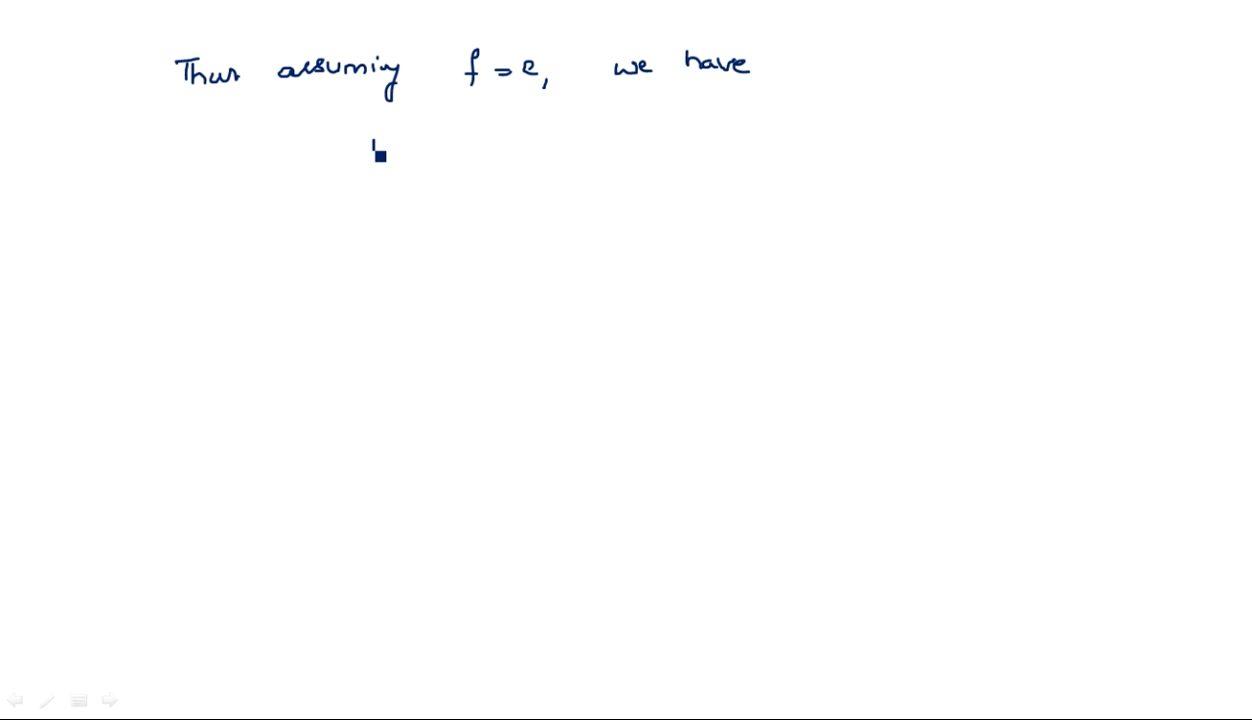 Thus assuming f = e, we have